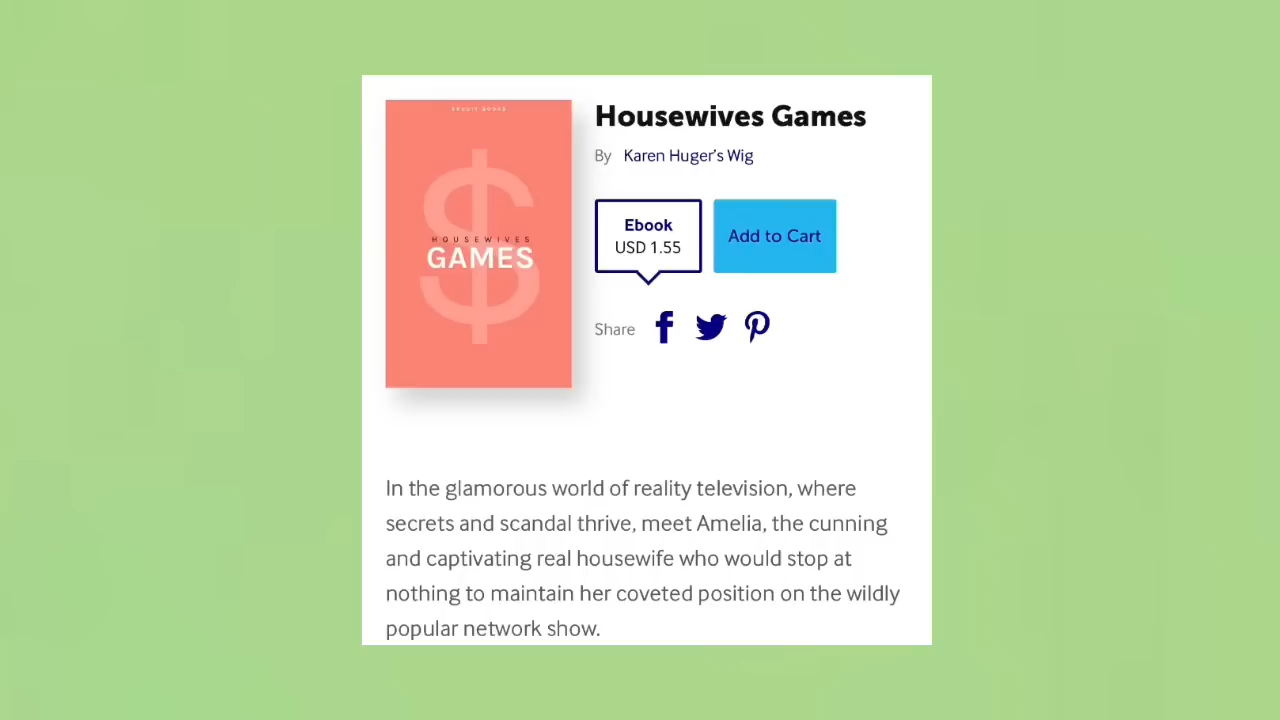 Housewives Games
By Karen Huger's Wig
HOUSEWIVES
GAMES
Ebook
USD 1.55
Add to Cart
Share
In the glamorous world of reality television, where
secrets and scandal thrive, meet Amelia, the cunning
and captivating real housewife who would stop at
nothing to maintain her coveted position on the wildly
popular network show.